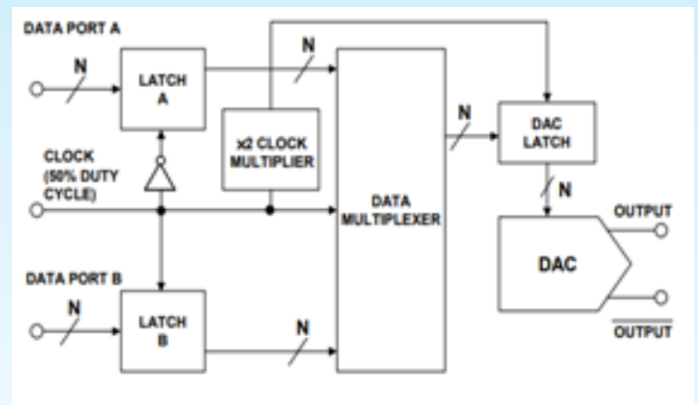 DATA PORT A
N
LATCH
A
N
x2 CLOCK
MULTIPLIER
CLOCK
(50% DUTY
CYCLE)
DATA
MULTIPLEXER
N
DAC
LATCH
N
DAC
OUTPUT
OUTPUT
DATA PORT B
N
LATCH
B
N